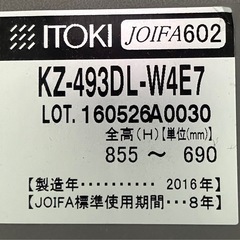 ITOKI JOIFA602
KZ-493DL-W4E7
LOT. 160526A0030
全高(H)【単位(mm)】
855 ～ 690
【製造年………… 2016年】
【JOIFA標準使用期間…8年】